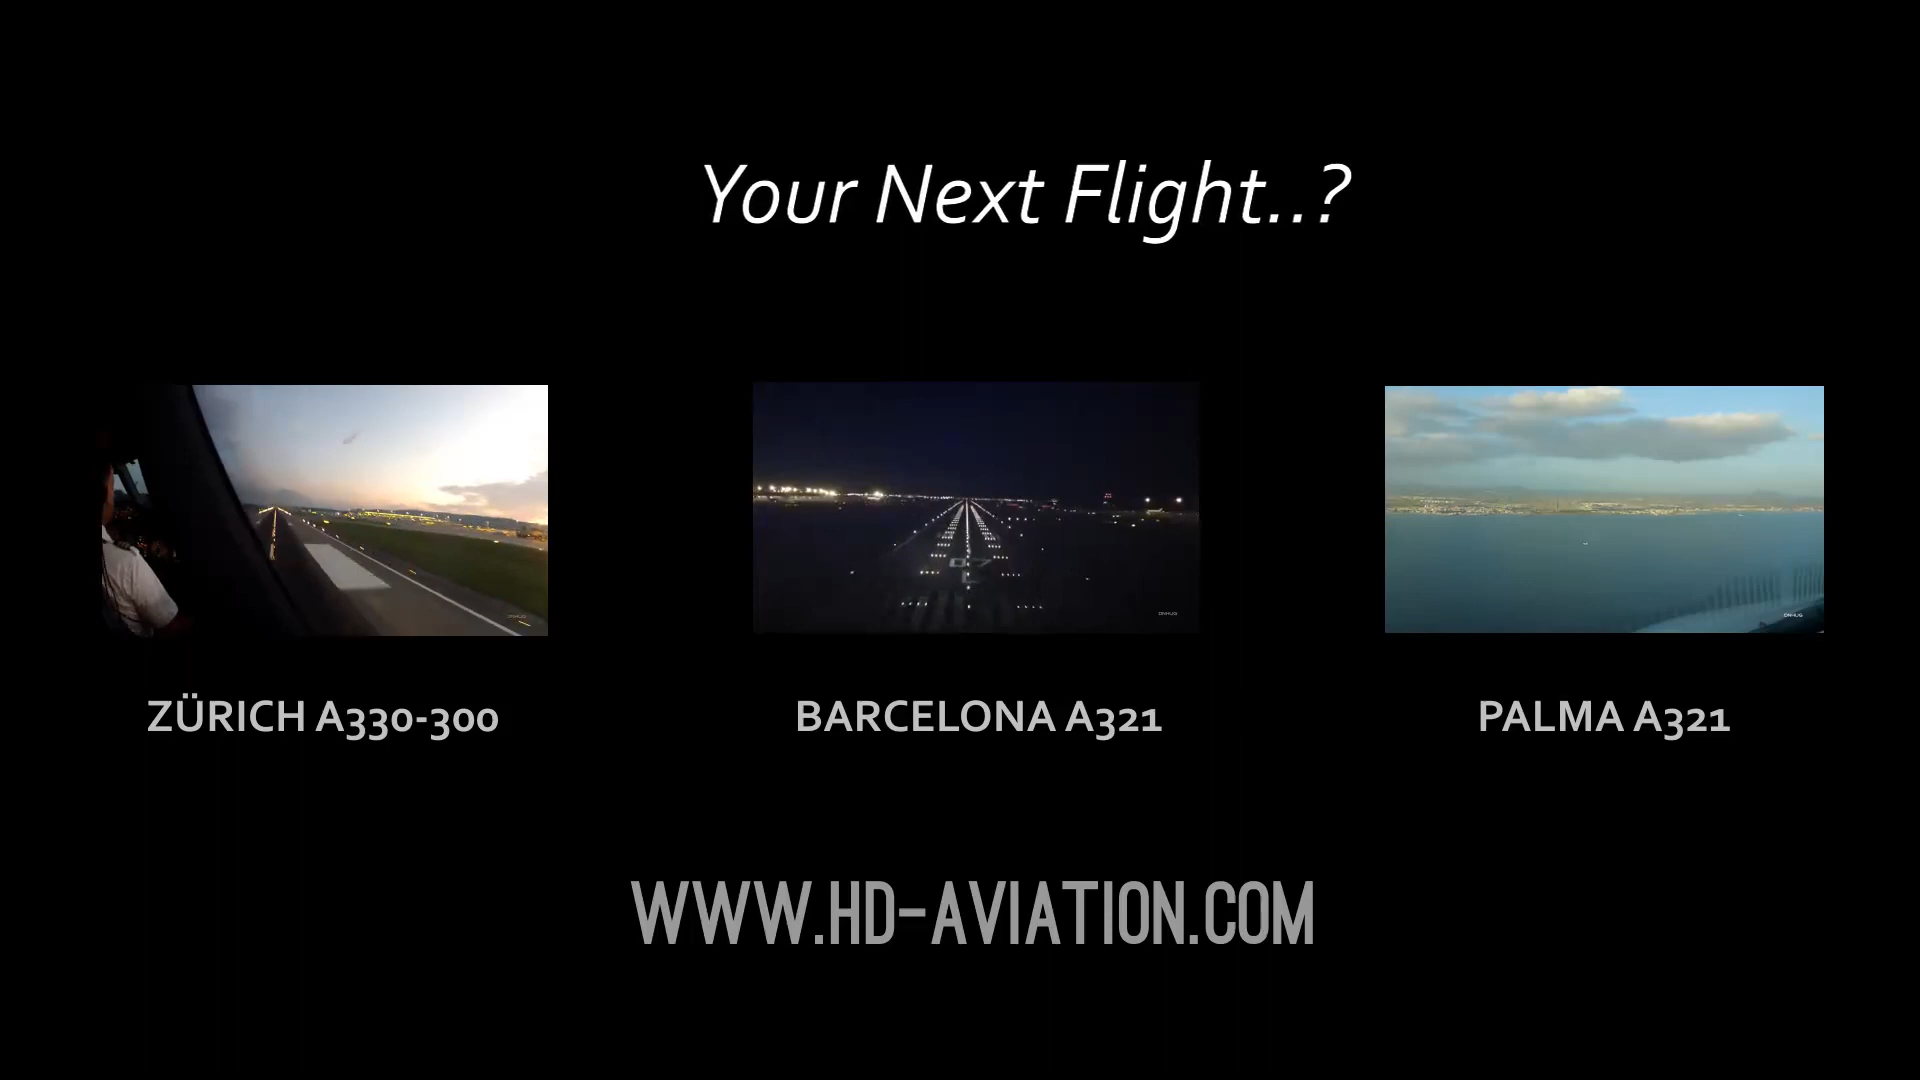 Your Next Flight..?
ZÜRICH A330-300
BARCELONA A321
PALMA A321
WWW.HD-AVIATION.COM